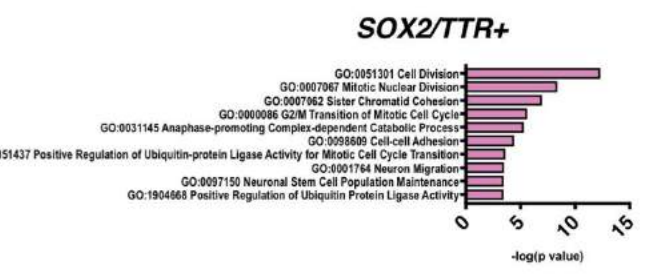 SOX2/TTR+
GO:0051301 Cell Division
GO:0007067 Mitotic Nuclear Division
GO:0007062 Sister Chromatid Cohesion
GO:0000086 G2/M Transition of Mitotic Cell Cycle
GO:0031145 Anaphase-promoting Complex-dependent Catabolic Process
GO:0098609 Cell-cell Adhesion
051437 Positive Regulation of Ubiquitin-protein Ligase Activity for Mitotic Cell Cycle Transition
GO:0001764 Neuron Migration
GO:0097150 Neuronal Stem Cell Population Maintenance
GO:1904668 Positive Regulation of Ubiquitin Protein Ligase Activity
0 5 10 15
-log(p value)